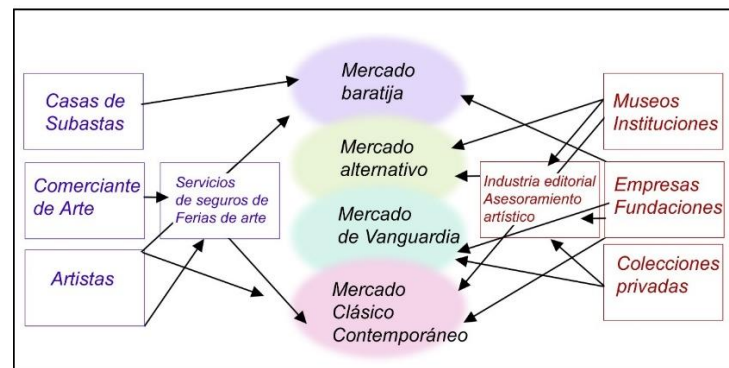 Casas de
Subastas
Comerciante
de Arte
Artistas
Servicios
de seguros de
Ferias de arte
Mercado
baratija
Mercado
alternativo
Mercado
de Vanguardia
Mercado
Clásico
Contemporáneo
Industria editorial
Asesoramiento
artístico
Museos
Instituciones
Empresas
Fundaciones
Colecciones
privadas